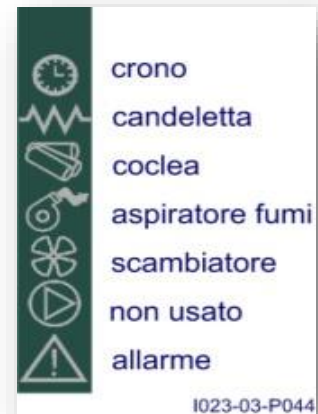 crono
candeletta
coclea
aspiratore fumi
scambiatore
non usato
allarme
I023-03-P044